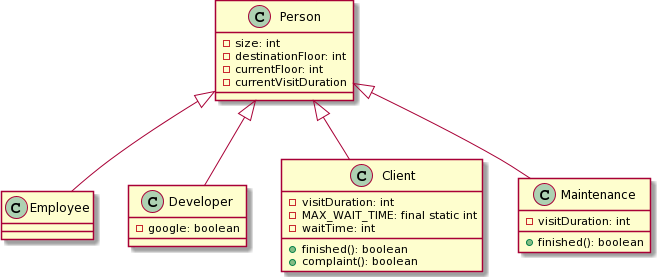 C Person
size: int
destinationFloor: int
currentFloor: int
currentVisitDuration
C Employee
C Developer
google: boolean
C Client
visitDuration: int
MAX_WAIT_TIME: final static int
waitTime: int
finished(): boolean
complaint(): boolean
C Maintenance
visitDuration: int
finished(): boolean